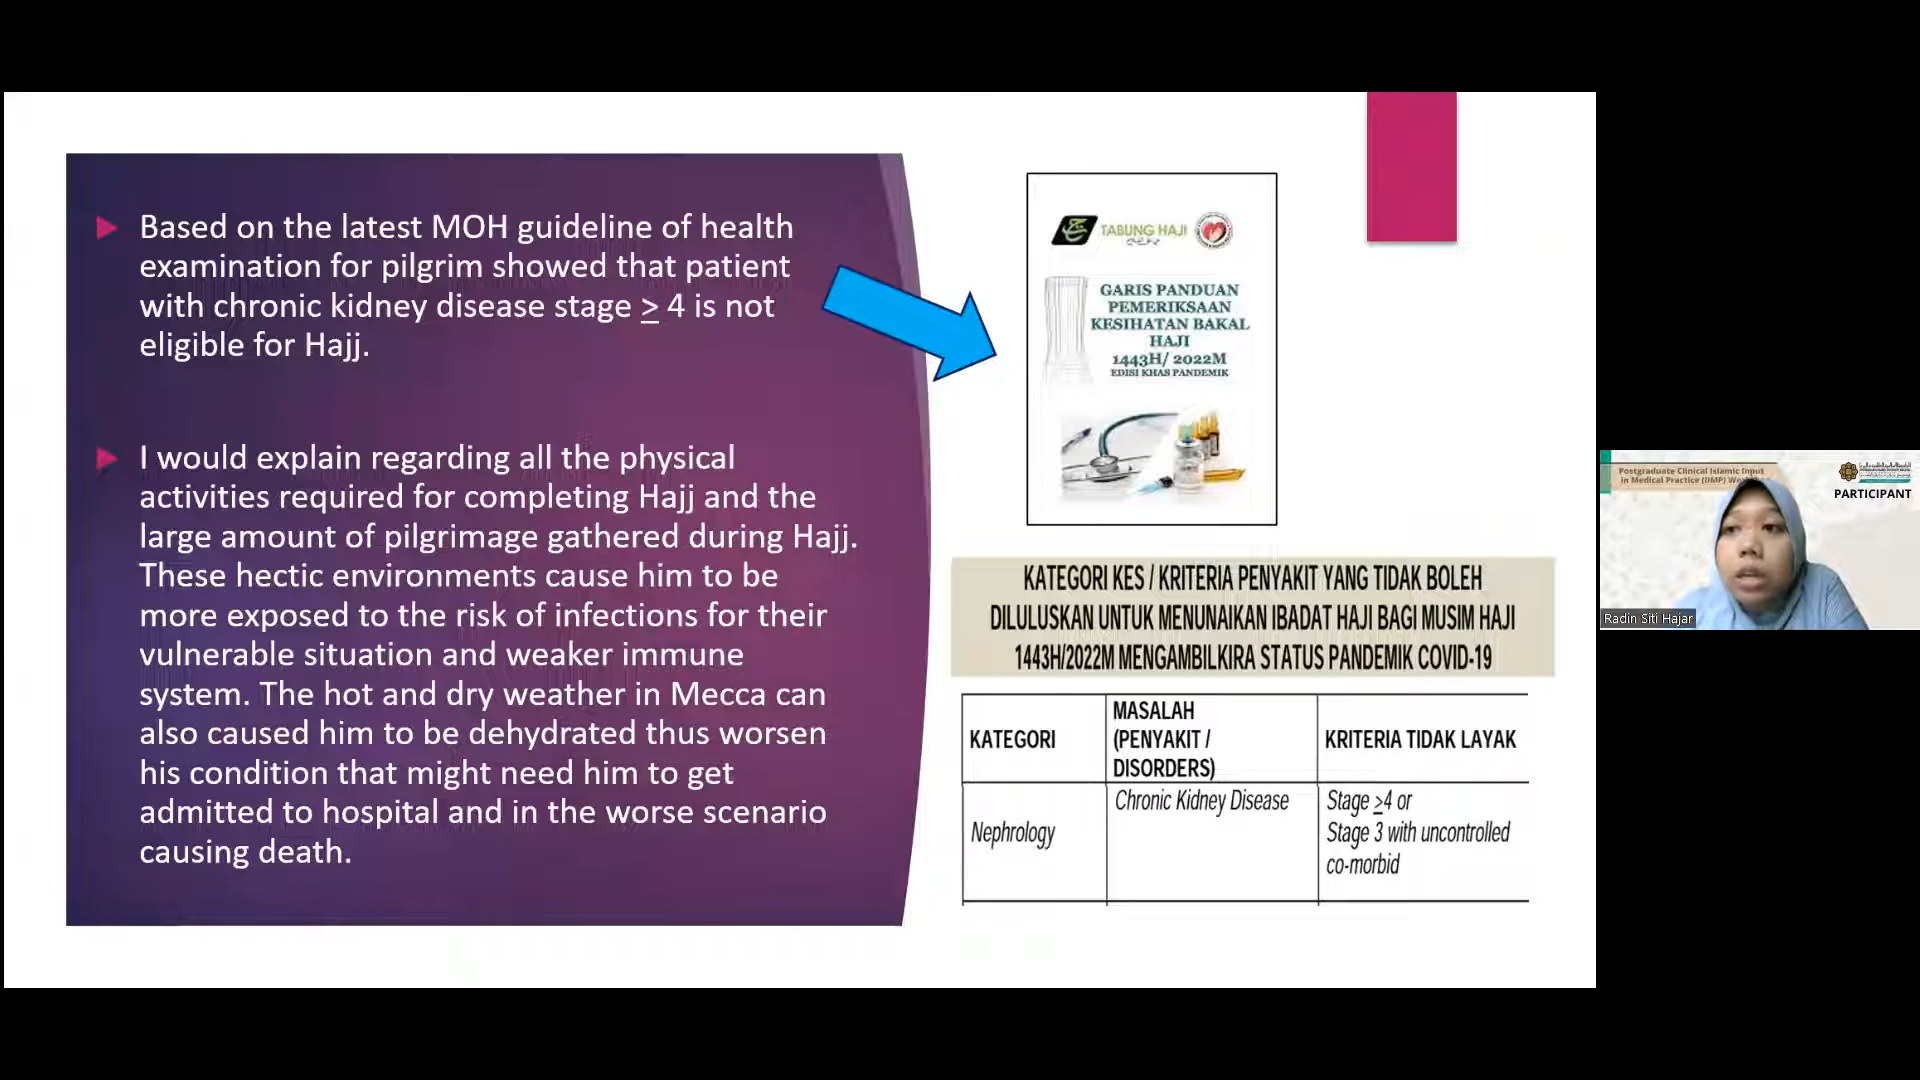 Based on the latest MOH guideline of health
examination for pilgrim showed that patient
with chronic kidney disease stage ≥ 4 is not
eligible for Hajj.
I would explain regarding all the physical
activities required for completing Hajj and the
large amount of pilgrimage gathered during Hajj.
These hectic environments cause him to be
more exposed to the risk of infections for their
vulnerable situation and weaker immune
system. The hot and dry weather in Mecca can
also caused him to be dehydrated thus worsen
his condition that might need him to get
admitted to hospital and in the worse scenario
causing death.
TABUNG HAJI
GARIS PANDUAN
PEMERIKSAAN
KESIHATAN BAKAL
HAJI
1443H/ 2022M
EDISI KHAS PANDEMIK
KATEGORI KES / KRITERIA PENYAKIT YANG TIDAK BOLEH
DILULUSKAN UNTUK MENUNAIKAN IBADAT HAJI BAGI MUSIM HAJI
1443H/2022M MENGAMBILKIRA STATUS PANDEMIK COVID-19
KATEGORI
MASALAH
(PENYAKIT /
DISORDERS)
KRITERIA TIDAK LAYAK
Nephrology
Chronic Kidney Disease
Stage ≥4 or
Stage 3 with uncontrolled
co-morbid
Postgraduate Clinical Islamic Input
in Medical Practice (IIMP)
PARTICIPANT
Radin Siti Hajar